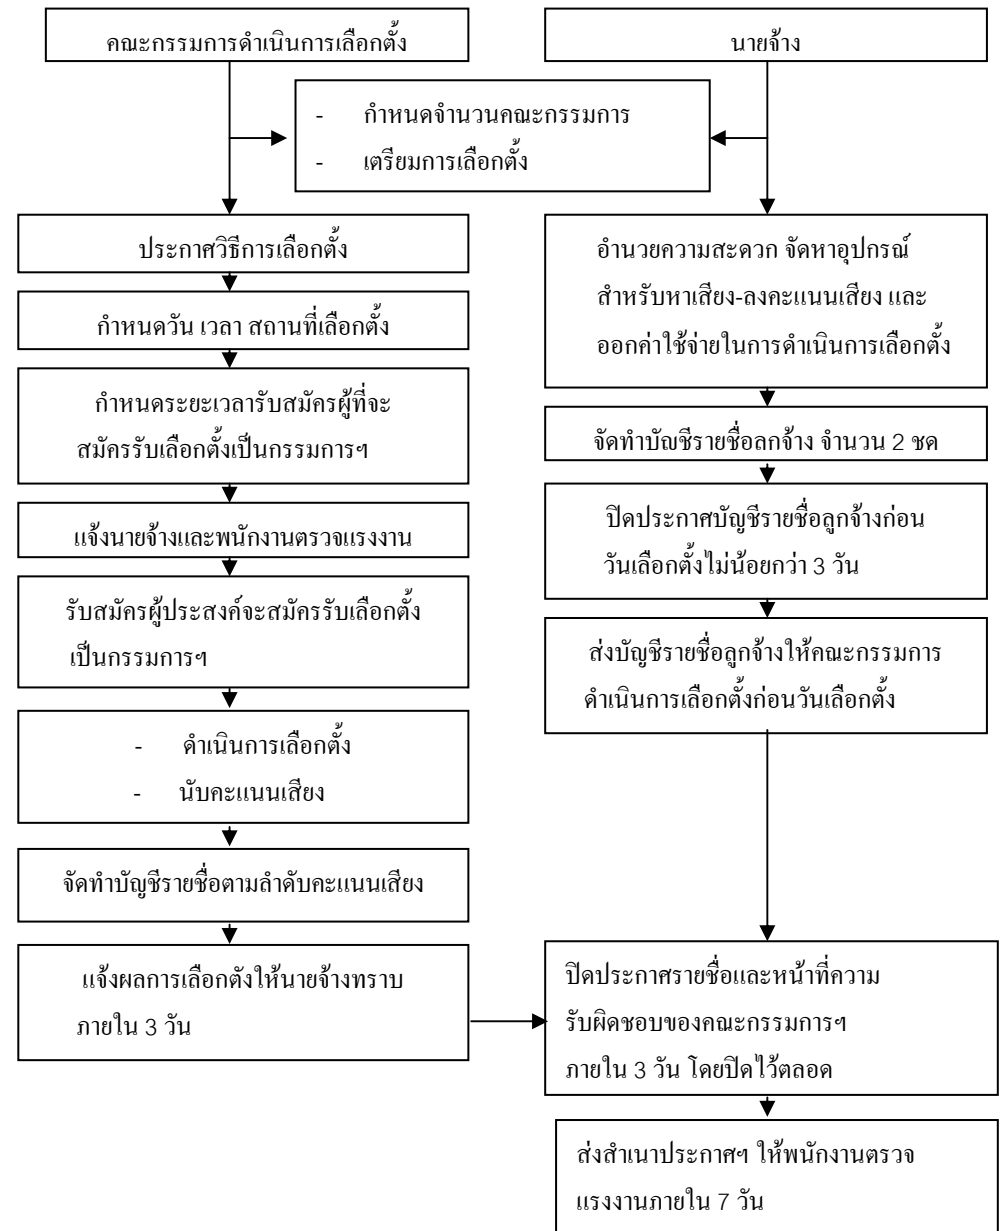 คณะกรรมการดำเนินการเลือกตั้ง
นายจ้าง
- กำหนดจำนวนคณะกรรมการ
- เตรียมการเลือกตั้ง
ประกาศวิธีการเลือกตั้ง
กำหนดวัน เวลา สถานที่เลือกตั้ง
กำหนดระยะเวลารับสมัครผู้ที่จะ
สมัครรับเลือกตั้งเป็นกรรมการฯ
แจ้งนายจ้างและพนักงานตรวจแรงงาน
รับสมัครผู้ประสงค์จะสมัครรับเลือกตั้ง
เป็นกรรมการฯ
- ดำเนินการเลือกตั้ง
- นับคะแนนเสียง
จัดทำบัญชีรายชื่อตามลำดับคะแนนเสียง
แจ้งผลการเลือกตังให้นายจ้างทราบ
ภายใน 3 วัน
อำนวยความสะดวก จัดหาอุปกรณ์
สำหรับหาเสียง-ลงคะแนนเสียง และ
ออกค่าใช้จ่ายในการดำเนินการเลือกตั้ง
จัดทำบัญชีรายชื่อลกจ้าง จำนวน 2 ชด
ปิดประกาศบัญชีรายชื่อลูกจ้างก่อน
วันเลือกตั้งไม่น้อยกว่า 3 วัน
ส่งบัญชีรายชื่อลูกจ้างให้คณะกรรมการ
ดำเนินการเลือกตั้งก่อนวันเลือกตั้ง
ปิดประกาศรายชื่อและหน้าที่ความ
รับผิดชอบของคณะกรรมการฯ
ภายใน 3 วัน โดยปิดไว้ตลอด
ส่งสำเนาประกาศฯ ให้พนักงานตรวจ
แรงงานภายใน 7 วัน